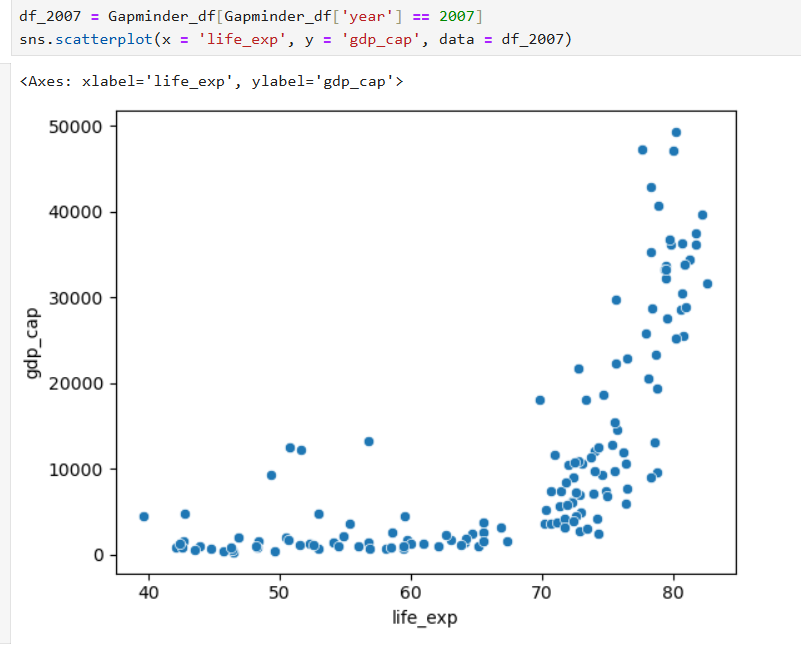 df_2007 = Gapminder_df[Gapminder_df['year'] == 2007]
sns.scatterplot(x = 'life_exp', y = 'gdp_cap', data = df_2007)
<Axes: xlabel='life_exp', ylabel='gdp_cap'>
50000
40000
30000
20000
10000
0
gdp_cap
40 50 60 70 80
life_exp